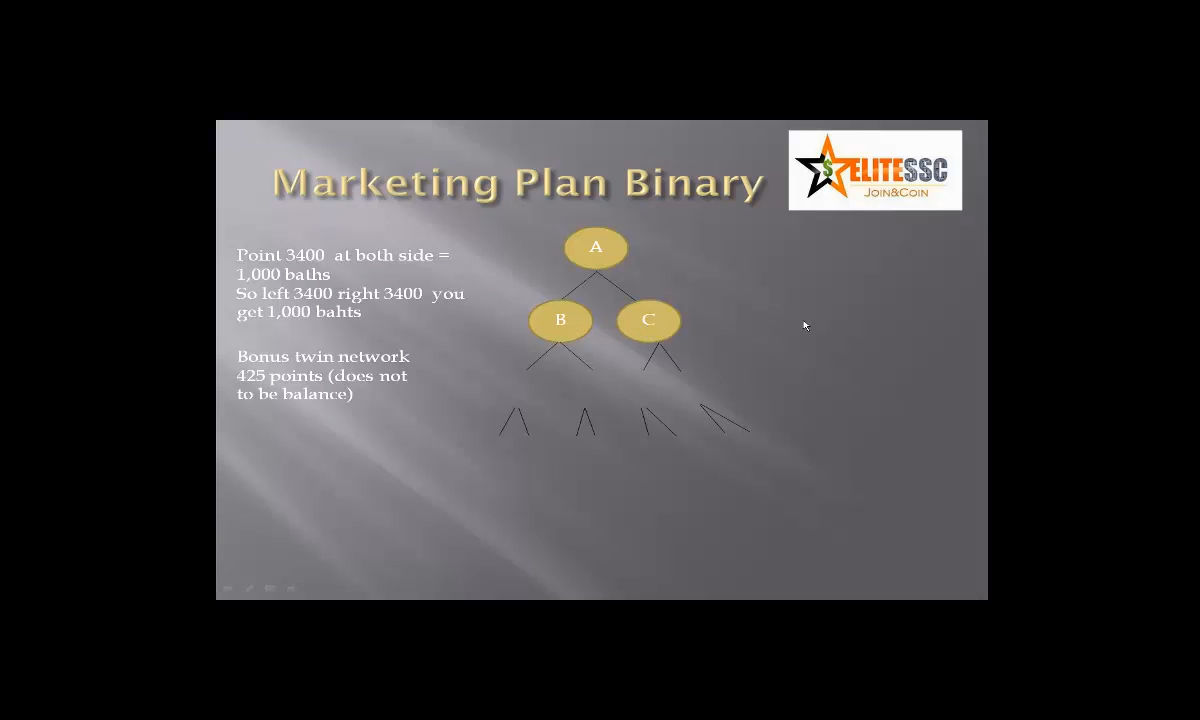 Marketing Plan Binary
$
ELITESSC
JOIN&COIN
Point 3400 at both side =
1,000 baths
So left 3400 right 3400 you
get 1,000 bahts
Bonus twin network
425 points (does not
to be balance)
A
B
C